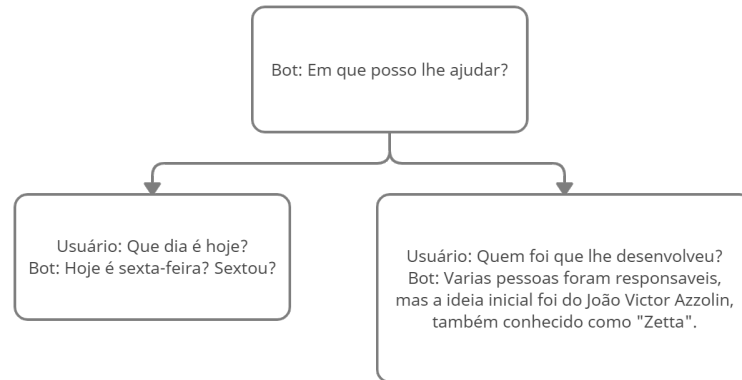 Bot: Em que posso lhe ajudar?
Usuário: Que dia é hoje?
Bot: Hoje é sexta-feira? Sextou?
Usuário: Quem foi que lhe desenvolveu?
Bot: Varias pessoas foram responsaveis,
mas a ideia inicial foi do João Victor Azzolin,
também conhecido como "Zetta".